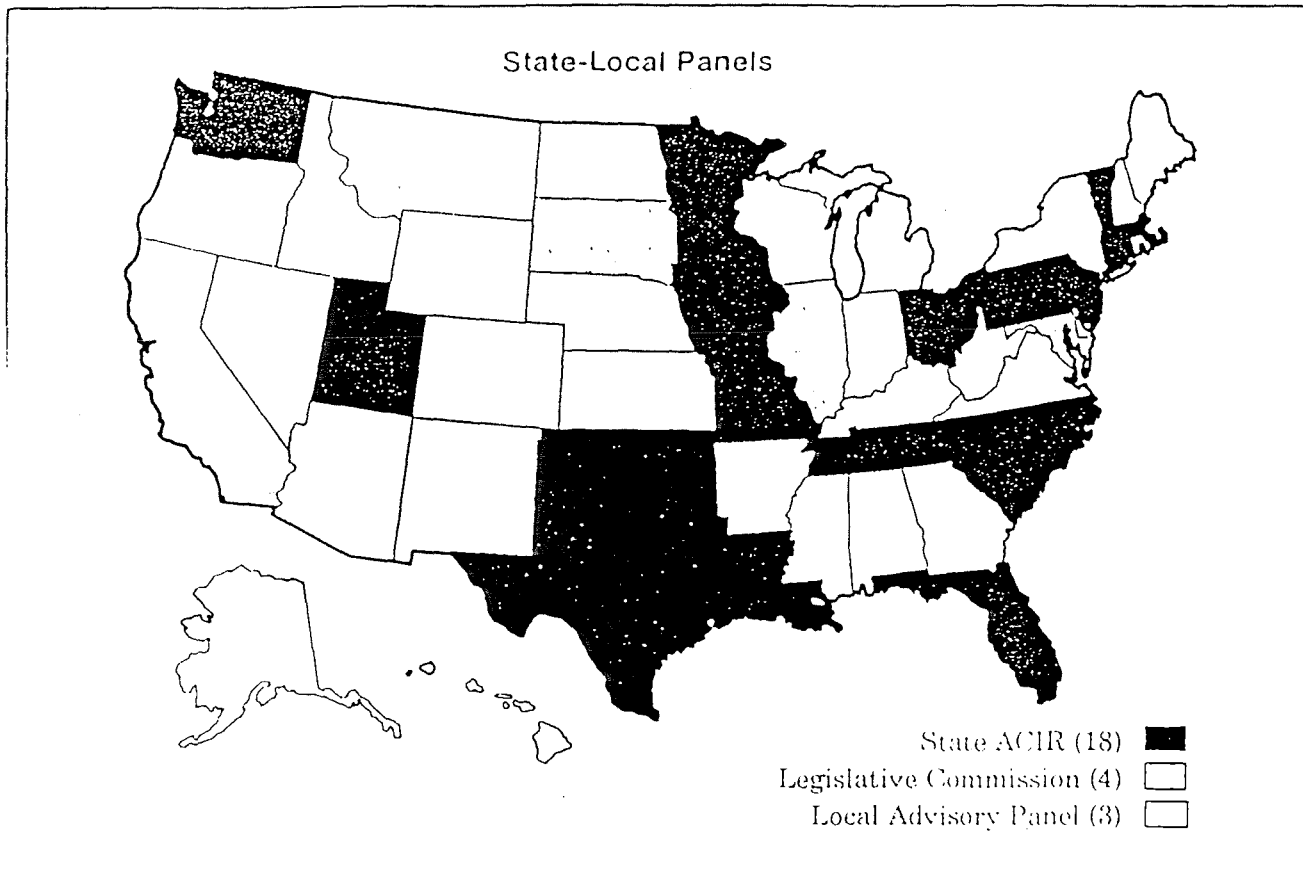 State-Local Panels
State ACIR (18)
Legislative Commission (4)
Local Advisory Panel (3)